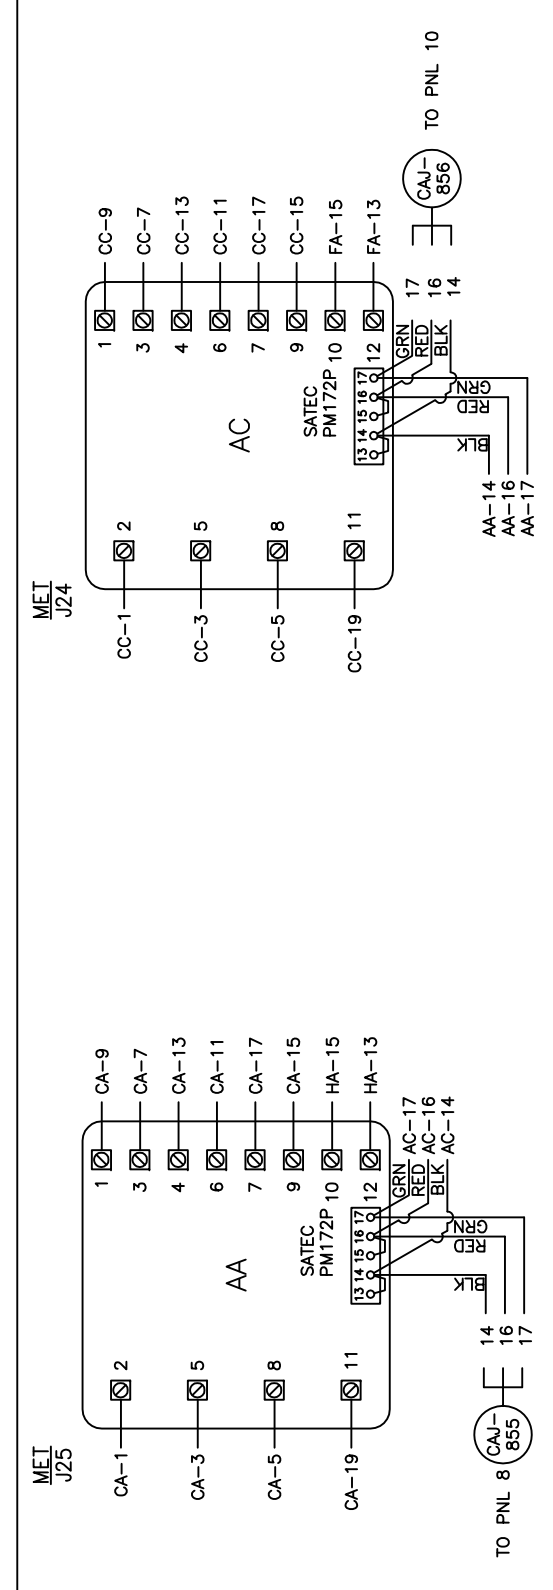 MET
J25
CA-1
CA-3
CA-5
CA-19
2
5
8
11
AA
SATEC
PM172P
13 14 15 16 17
1
3
4
6
7
9
10
12
CA-9
CA-7
CA-13
CA-11
CA-17
CA-15
HA-15
HA-13
GRN AC-17
RED AC-16
BLK AC-14
BLK
RED
GRN
14
16
17
CAJ-
855
TO PNL 8
MET
J24
CC-1
CC-3
CC-5
CC-19
2
5
8
11
AC
SATEC
PM172P
13 14 15 16 17
1
3
4
6
7
9
10
12
CC-9
CC-7
CC-13
CC-11
CC-17
CC-15
FA-15
FA-13
GRN 17
RED 16
BLK 14
BLK
RED
GRN
AA-14
AA-16
AA-17
CAJ-
856
TO PNL 10